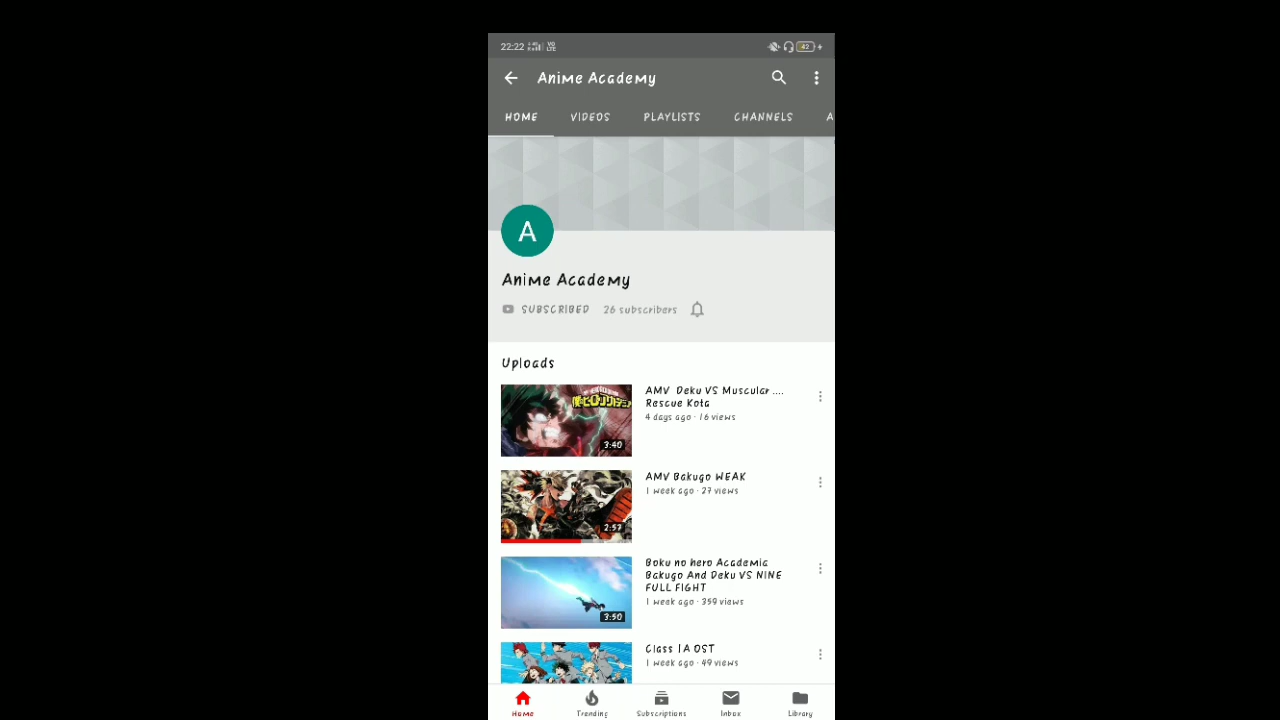 22:22
42
Anime Academy
HOME VIDEOS PLAYLISTS CHANNELS A
A
Anime Academy
SUBSCRIBED 26 subscribers
Uploads
AMV Deku VS Muscular ....
Rescue Kota
4 days ago · 16 views
3:40
AMV Bakugo WEAK
1 week ago · 27 views
2:57
Boku no hero Academia
Bakugo And Deku VS NINE
FULL FIGHT
1 week ago · 359 views
3:50
Class 1A OST
1 week ago · 49 views
Home Trending Subscriptions Inbox Library